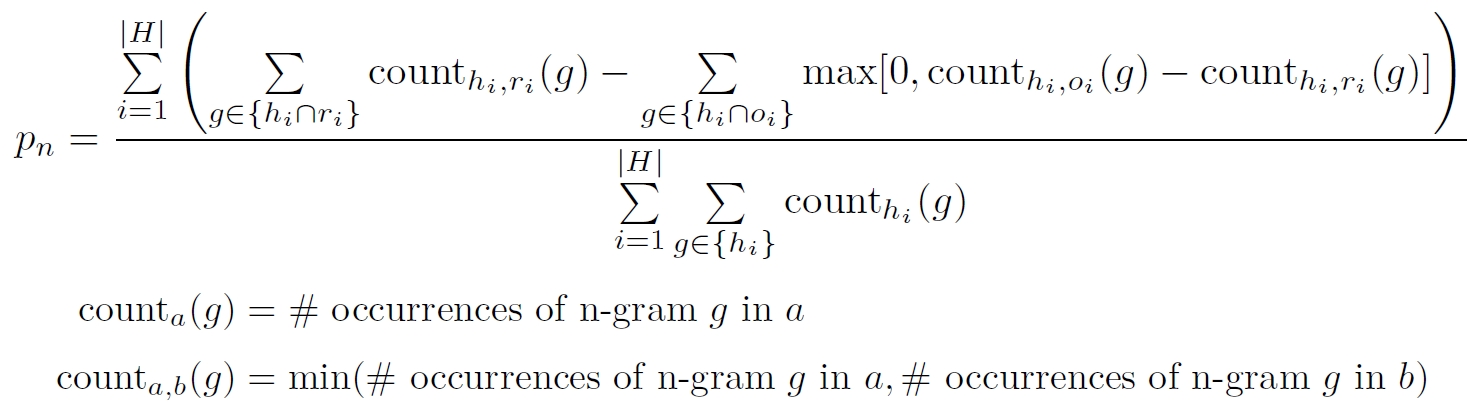 p_n = \frac{\sum_{i=1}^{|H|} \left( \sum_{g \in \{h_i \cap r_i\}} \text{count}_{h_i,r_i}(g) - \sum_{g \in \{h_i \cap o_i\}} \max[0, \text{count}_{h_i,o_i}(g) - \text{count}_{h_i,r_i}(g)] \right)}{\sum_{i=1}^{|H|} \sum_{g \in \{h_i\}} \text{count}_{h_i}(g)}
count_a(g) = # occurrences of n-gram g in a
count_{a,b}(g) = min(# occurrences of n-gram g in a, # occurrences of n-gram g in b)